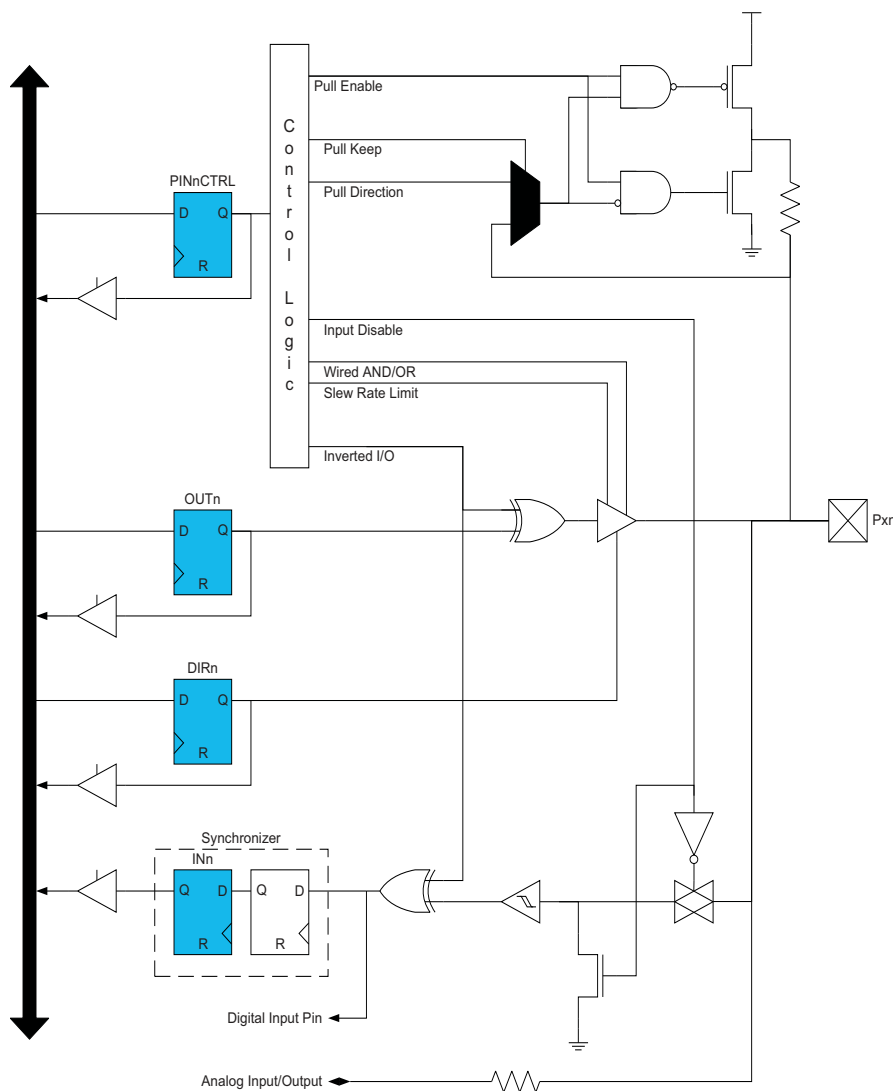 Pull Enable
Control Logic
Pull Keep
PINnCTRL
Pull Direction
D Q
R
Input Disable
Wired AND/OR
Slew Rate Limit
Inverted I/O
OUTn
D Q
R
Pxn
DIRn
D Q
R
Synchronizer
INn
Q D
R
Q D
R
Digital Input Pin
Analog Input/Output